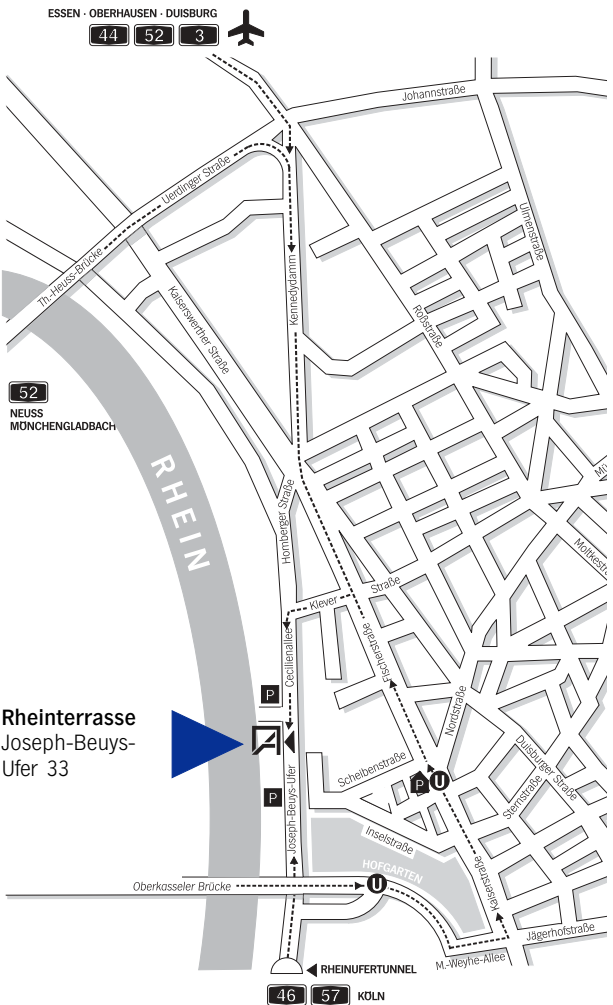 ESSEN · OBERHAUSEN · DUISBURG
44 52 3
Johannstraße
Uerdinger Straße
Ulmenstraße
Th.-Heuss-Brücke
Kennedydamm
Kaiserswerther Straße
Roßstraße
52
NEUSS
MÖNCHENGLADBACH
RHEIN
Homberger Straße
Moltkestra
Klever Straße
Cecilienallee
Fischerstraße
P
Nordstraße
Rheinterrasse
Joseph-Beuys-
Ufer 33
Duisburger Straße
Scheibenstraße
P
U
Sternstraße
P
Joseph-Beuys-Ufer
Inselstraße
HOFGARTEN
Kaiserstraße
Oberkasseler Brücke
U
Jägerhofstraße
M.-Weyhe-Allee
RHEINUFERTUNNEL
46 57 KÖLN